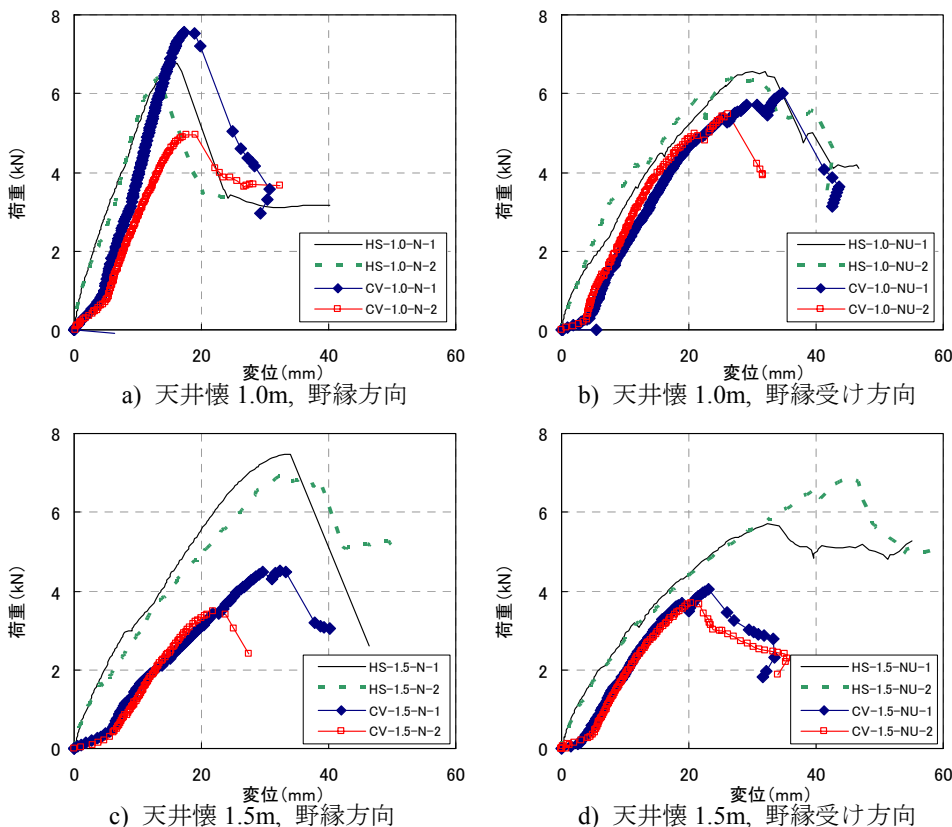 8
6
4
2
0
荷重(kN)
0
20
40
60
変位(mm)
HS-1.0-N-1
HS-1.0-N-2
CV-1.0-N-1
CV-1.0-N-2
a) 天井懐 1.0m, 野縁方向
8
6
4
2
0
荷重(kN)
0
20
40
60
変位(mm)
HS-1.0-NU-1
HS-1.0-NU-2
CV-1.0-NU-1
CV-1.0-NU-2
b) 天井懐 1.0m, 野縁受け方向
8
6
4
2
0
荷重(kN)
0
20
40
60
変位(mm)
HS-1.5-N-1
HS-1.5-N-2
CV-1.5-N-1
CV-1.5-N-2
c) 天井懐 1.5m, 野縁方向
8
6
4
2
0
荷重(kN)
0
20
40
60
変位(mm)
HS-1.5-NU-1
HS-1.5-NU-2
CV-1.5-NU-1
CV-1.5-NU-2
d) 天井懐 1.5m, 野縁受け方向